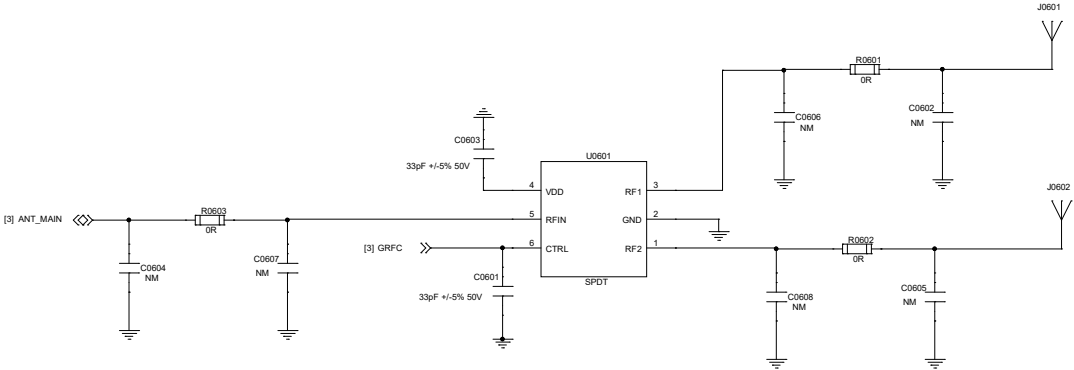 J0601
R0601
0R
C0606
NM
C0602
NM
C0603
33pF +/-5% 50V
U0601
4
VDD
RF1
3
[3] ANT_MAIN
R0603
0R
5
RFIN
GND
2
J0602
[3] GRFC
6
CTRL
RF2
1
R0602
0R
C0604
NM
C0607
NM
C0601
33pF +/-5% 50V
SPDT
C0608
NM
C0605
NM